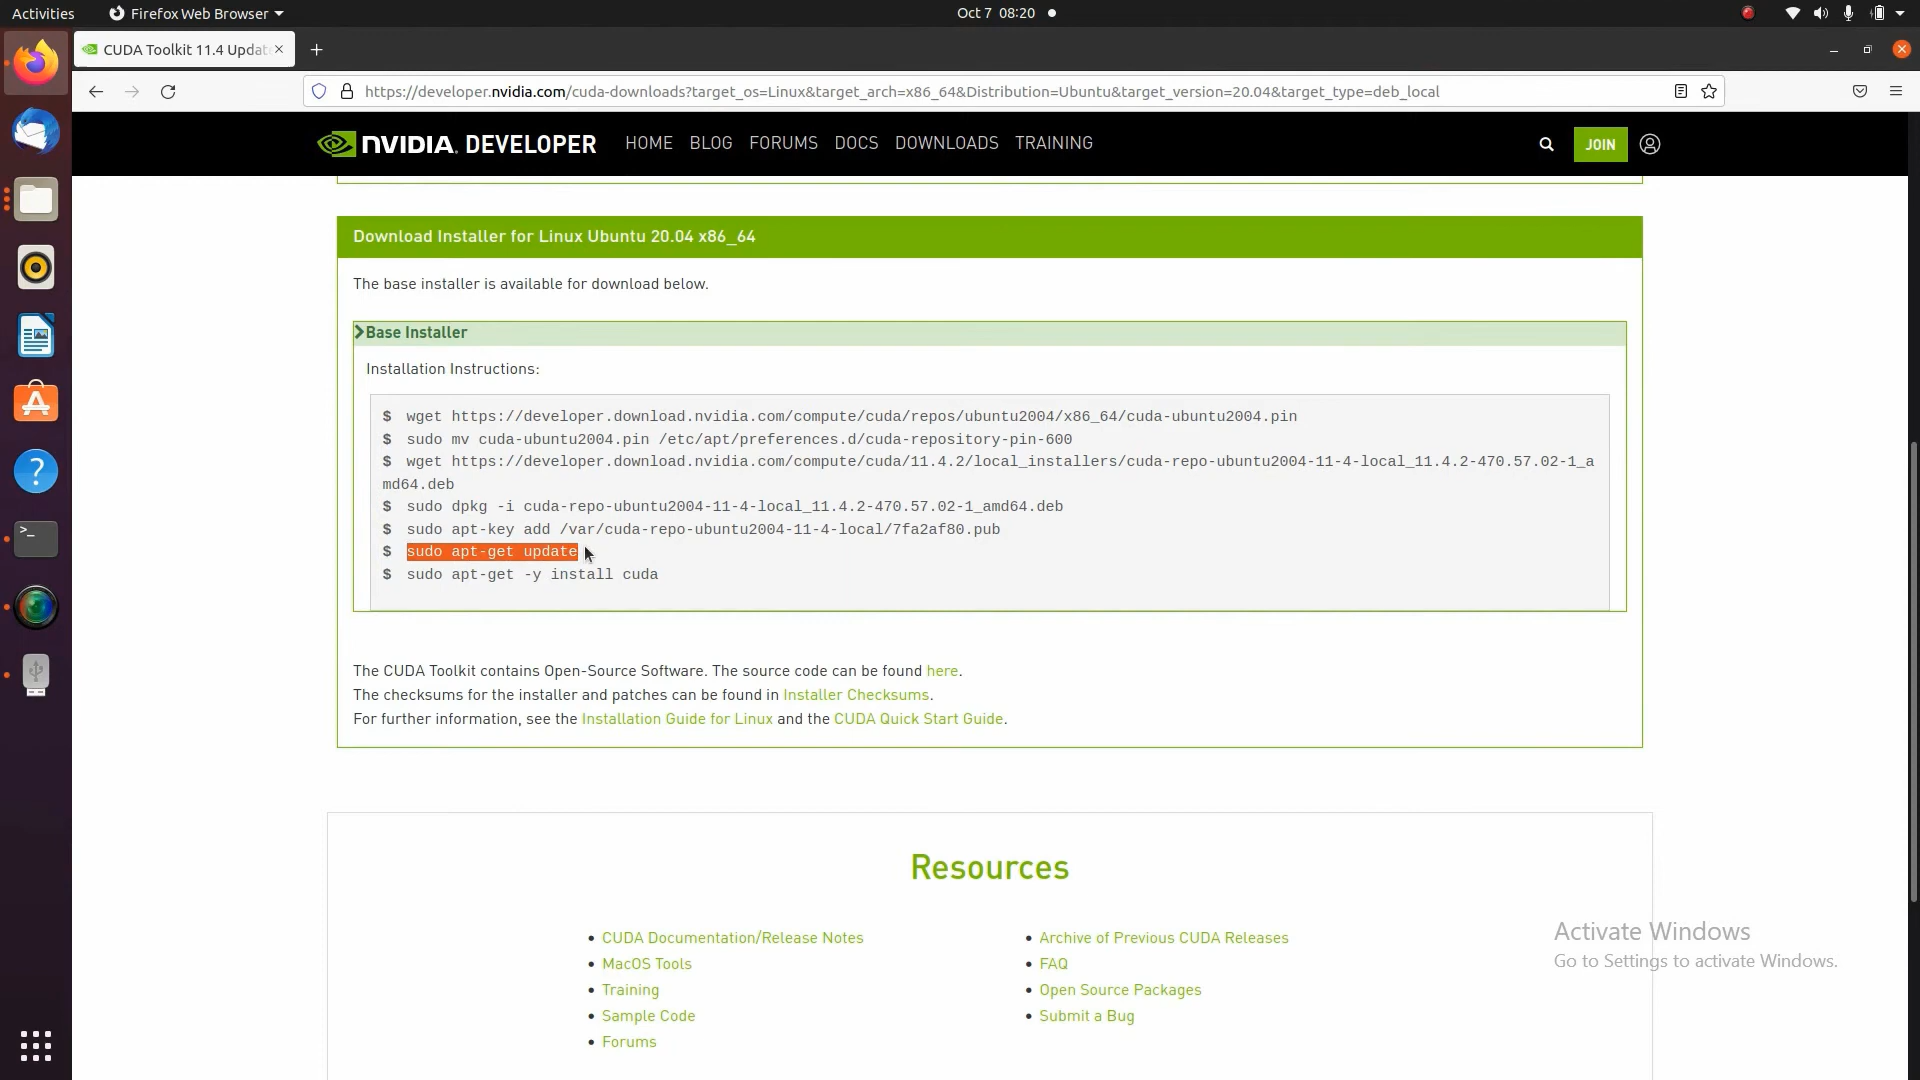 Activities
Firefox Web Browser
Oct 7 08:20
CUDA Toolkit 11.4 Updat
https://developer.nvidia.com/cuda-downloads?target_os=Linux&target_arch=x86_64&Distribution=Ubuntu&target_version=20.04&target_type=deb_local
NVIDIA. DEVELOPER HOME BLOG FORUMS DOCS DOWNLOADS TRAINING JOIN
Download Installer for Linux Ubuntu 20.04 x86_64
The base installer is available for download below.
Base Installer
Installation Instructions:
$ wget https://developer.download.nvidia.com/compute/cuda/repos/ubuntu2004/x86_64/cuda-ubuntu2004.pin
$ sudo mv cuda-ubuntu2004.pin /etc/apt/preferences.d/cuda-repository-pin-600
$ wget https://developer.download.nvidia.com/compute/cuda/11.4.2/local_installers/cuda-repo-ubuntu2004-11-4-local_11.4.2-470.57.02-1_a
md64.deb
$ sudo dpkg -i cuda-repo-ubuntu2004-11-4-local_11.4.2-470.57.02-1_amd64.deb
$ sudo apt-key add /var/cuda-repo-ubuntu2004-11-4-local/7fa2af80.pub
$ sudo apt-get update
$ sudo apt-get -y install cuda
The CUDA Toolkit contains Open-Source Software. The source code can be found here.
The checksums for the installer and patches can be found in Installer Checksums.
For further information, see the Installation Guide for Linux and the CUDA Quick Start Guide.
Resources
CUDA Documentation/Release Notes
MacOS Tools
Training
Sample Code
Forums
Archive of Previous CUDA Releases
FAQ
Open Source Packages
Submit a Bug
Activate Windows
Go to Settings to activate Windows.